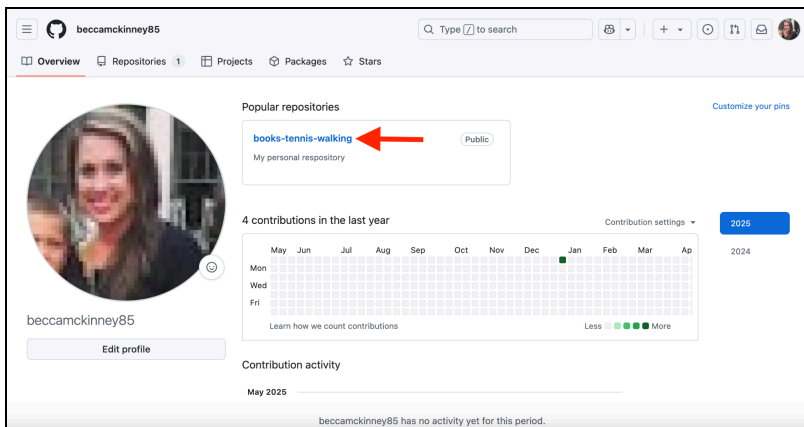 beccamckinney85
Type / to search
Overview Repositories 1 Projects Packages Stars
Popular repositories
Customize your pins
books-tennis-walking
Public
My personal respository
4 contributions in the last year
Contribution settings
2025
2024
May Jun Jul Aug Sep Oct Nov Dec Jan Feb Mar Ap
Mon
Wed
Fri
Learn how we count contributions
Less More
beccamckinney85
Edit profile
Contribution activity
May 2025
beccamckinney85 has no activity yet for this period.